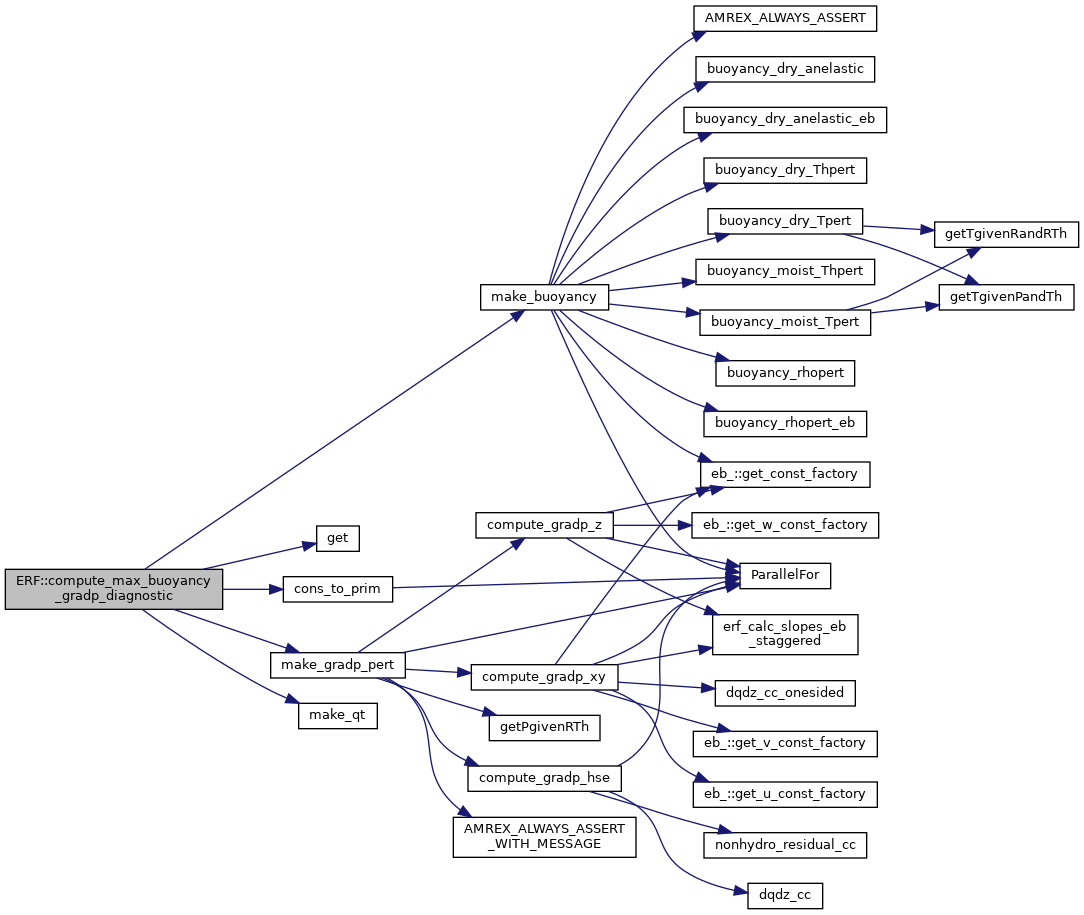 AMREX_ALWAYS_ASSERT
buoyancy_dry_anelastic
buoyancy_dry_anelastic_eb
buoyancy_dry_Thpert
buoyancy_dry_Tpert
getTgivenRandRTh
buoyancy_moist_Thpert
make_buoyancy
getTgivenPandTh
buoyancy_moist_Tpert
buoyancy_rhopert
buoyancy_rhopert_eb
eb_::get_const_factory
compute_gradp_z
eb_::get_w_const_factory
get
ERF::compute_max_buoyancy
_gradp_diagnostic
cons_to_prim
ParallelFor
erf_calc_slopes_eb
_staggered
make_gradp_pert
compute_gradp_xy
dqdz_cc_onesided
make_qt
getPgivenRTh
eb_::get_v_const_factory
compute_gradp_hse
eb_::get_u_const_factory
AMREX_ALWAYS_ASSERT
_WITH_MESSAGE
nonhydro_residual_cc
dqdz_cc